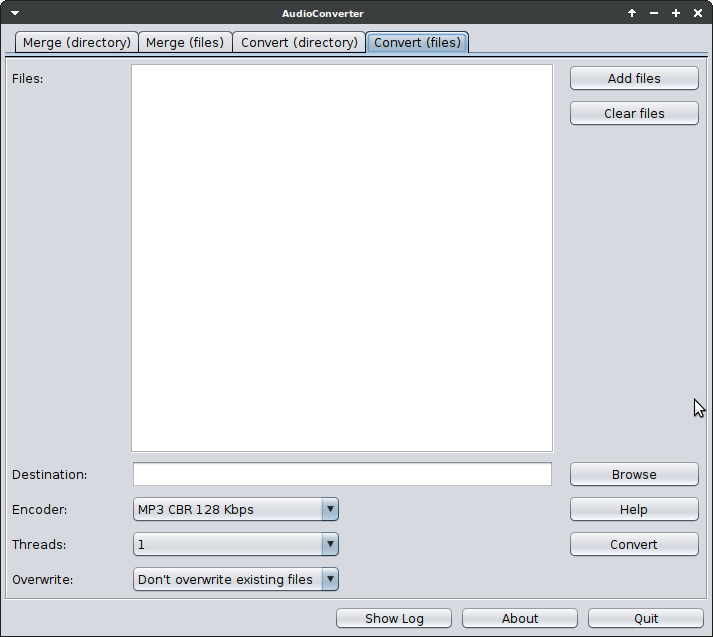 AudioConverter
Merge (directory) Merge (files) Convert (directory) Convert (files)
Files: Add files
Clear files
Destination: Browse
Encoder: MP3 CBR 128 Kbps Help
Threads: 1 Convert
Overwrite: Don't overwrite existing files
Show Log About Quit